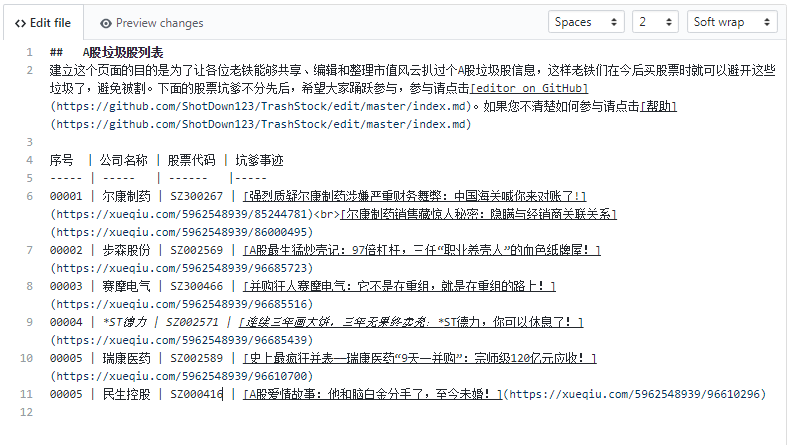 Edit file
Preview changes
Spaces
2
Soft wrap
1 ## A股垃圾股列表
2 建立这个页面的目的是为了让各位老铁能够共享、编辑和整理市值风云扒过个A股垃圾股信息，这样老铁们在今后买股票时就可以避开这些
垃圾了，避免被割。下面的股票坑爹不分先后，希望大家踊跃参与，参与请点击[editor on GitHub]
(https://github.com/ShotDown123/TrashStock/edit/master/index.md)。如果您不清楚如何参与请点击[帮助]
(https://github.com/ShotDown123/TrashStock/edit/master/index.md)
3
4 序号 | 公司名称 | 股票代码 | 坑爹事迹
5 ----- | ----- | ------ |-----
6 00001 | 尔康制药 | SZ300267 | [强烈质疑尔康制药涉嫌严重财务舞弊：中国海关喊你来对账了!]
(https://xueqiu.com/5962548939/85244781)<br>[尔康制药销售藏惊人秘密：隐瞒与经销商关联关系]
(https://xueqiu.com/5962548939/86000495)
7 00002 | 步森股份 | SZ002569 | [A股最生猛炒壳记：97倍杠杆，三任“职业养壳人”的血色纸牌屋！]
(https://xueqiu.com/5962548939/96685723)
8 00003 | 赛摩电气 | SZ300466 | [并购狂人赛摩电气：它不是在重组，就是在重组的路上！]
(https://xueqiu.com/5962548939/96685516)
9 00004 | *ST德力 | SZ002571 | [连续三年画大饼，三年无果终卖壳：*ST德力，你可以休息了！]
(https://xueqiu.com/5962548939/96685439)
10 00005 | 瑞康医药 | SZ002589 | [史上最疯狂并表—瑞康医药“9天一并购”：宗师级120亿元应收！]
(https://xueqiu.com/5962548939/96610700)
11 00005 | 民生控股 | SZ000416 | [A股爱情故事：他和脑白金分手了，至今未婚！](https://xueqiu.com/5962548939/96610296)
12